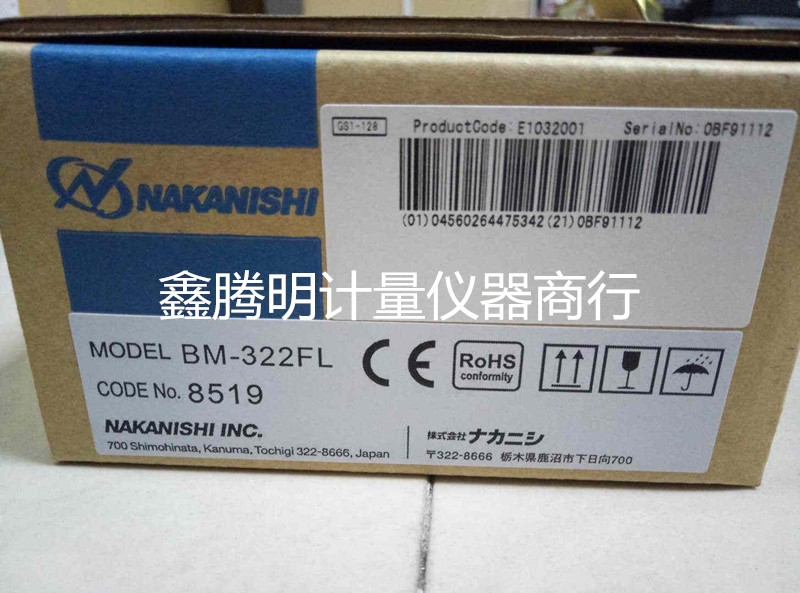 NAKANISHI
GS1-128
ProductCode: E1032001 SerialNo: 0BF91112
(01)04560264475342(21)0BF91112
鑫腾明计量仪器商行
MODEL BM-322FL
CODE No. 8519
CE
RoHS
conformity
NAKANISHI INC.
700 Shimohinata, Kanuma, Tochigi 322-8666, Japan
株式会社ナカニシ
〒322-8666 栃木県鹿沼市下日向700